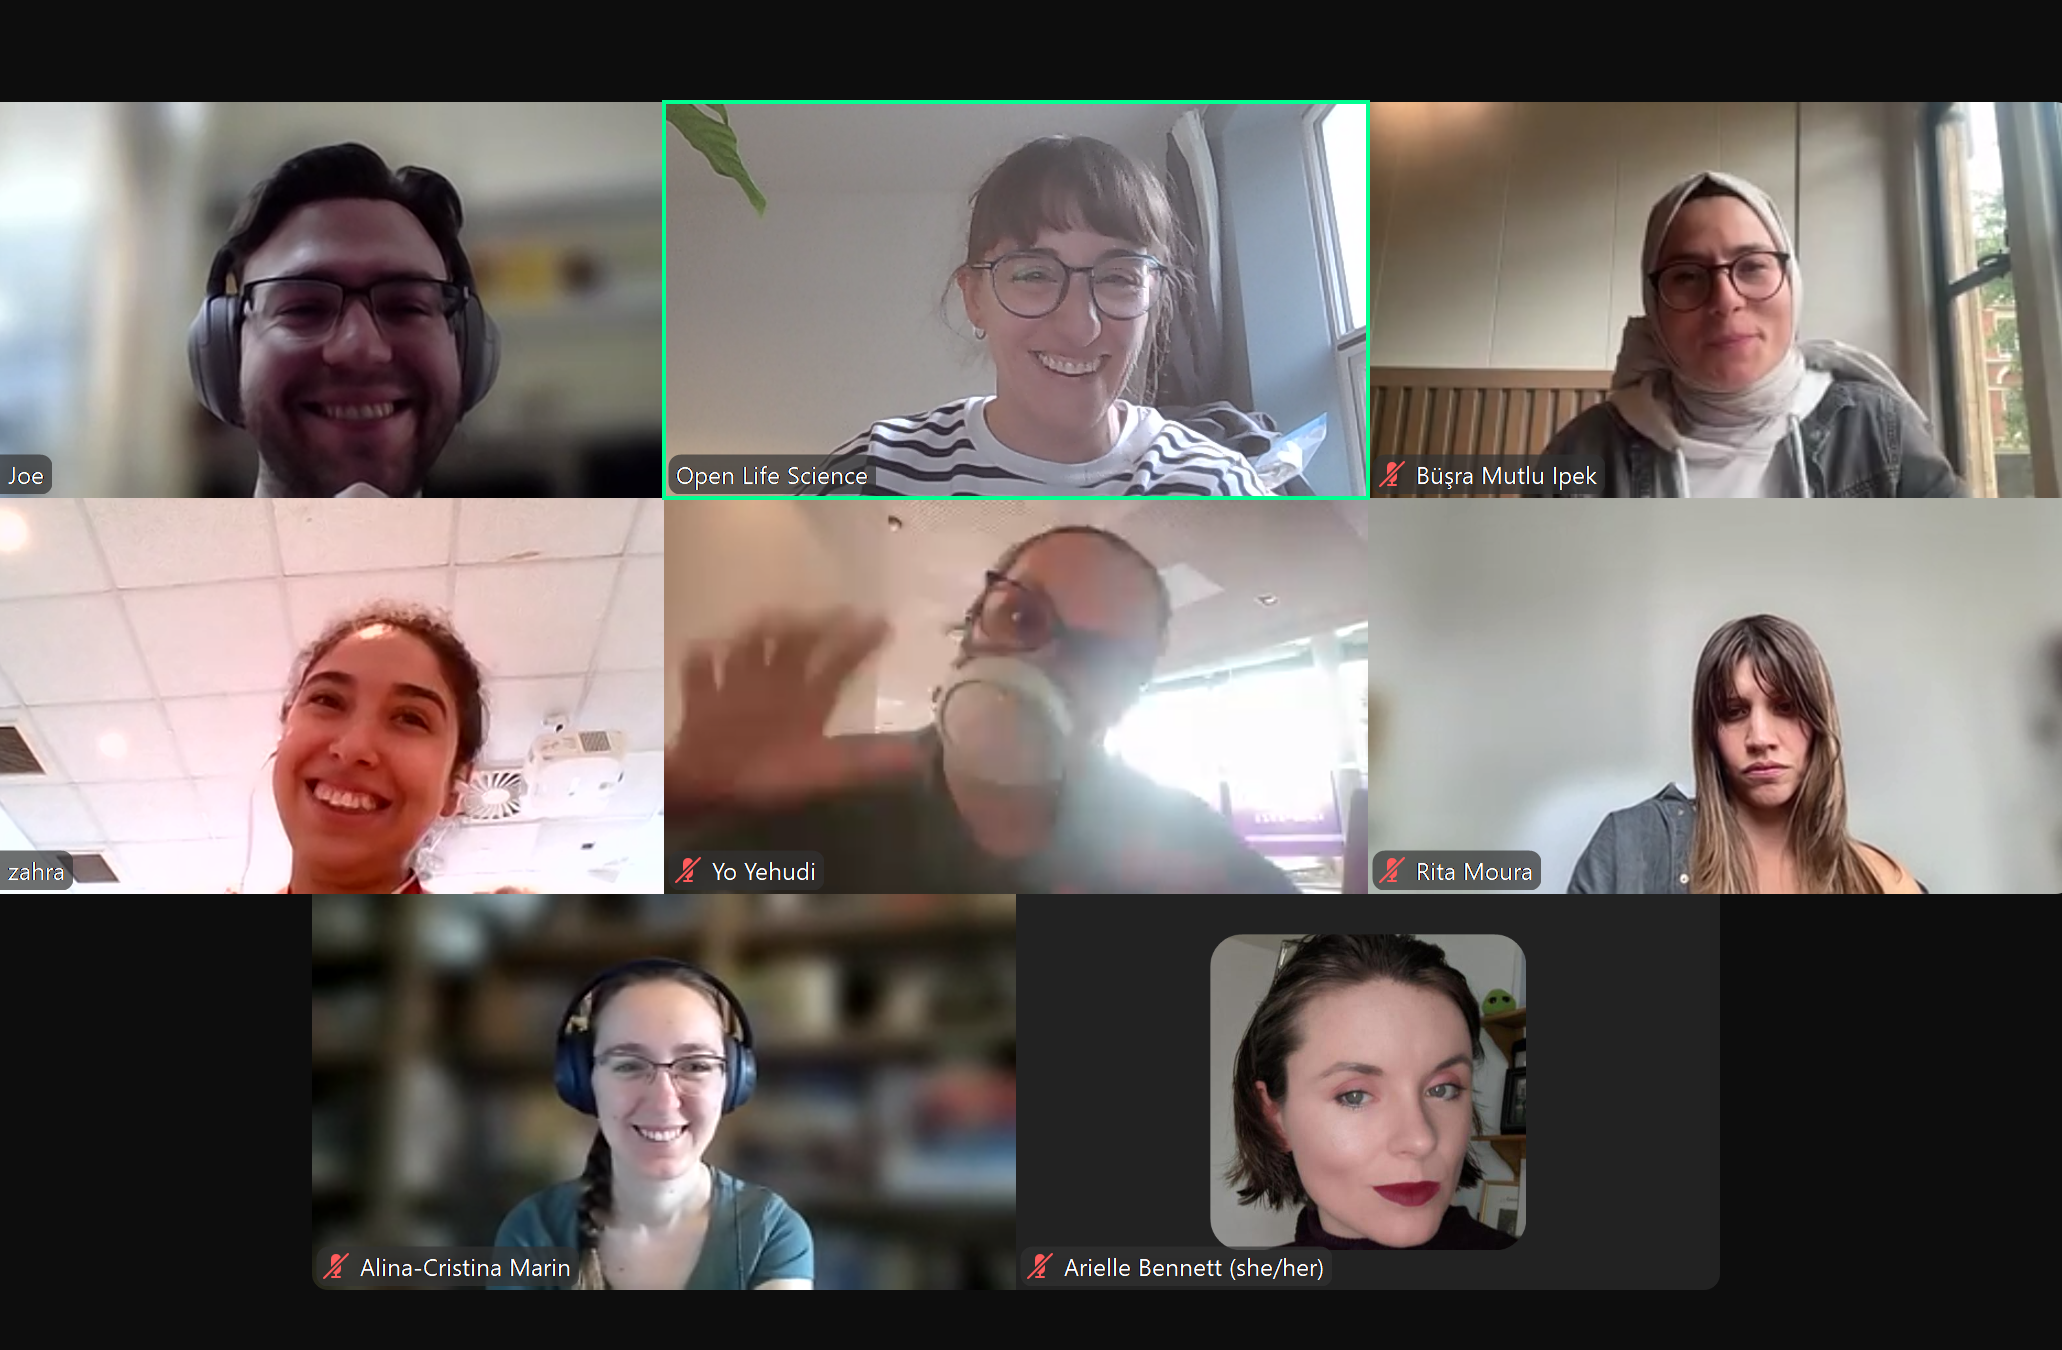 Joe
Open Life Science
Büşra Mutlu Ipek
zahra
Yo Yehudi
Rita Moura
Alina-Cristina Marin
Arielle Bennett (she/her)